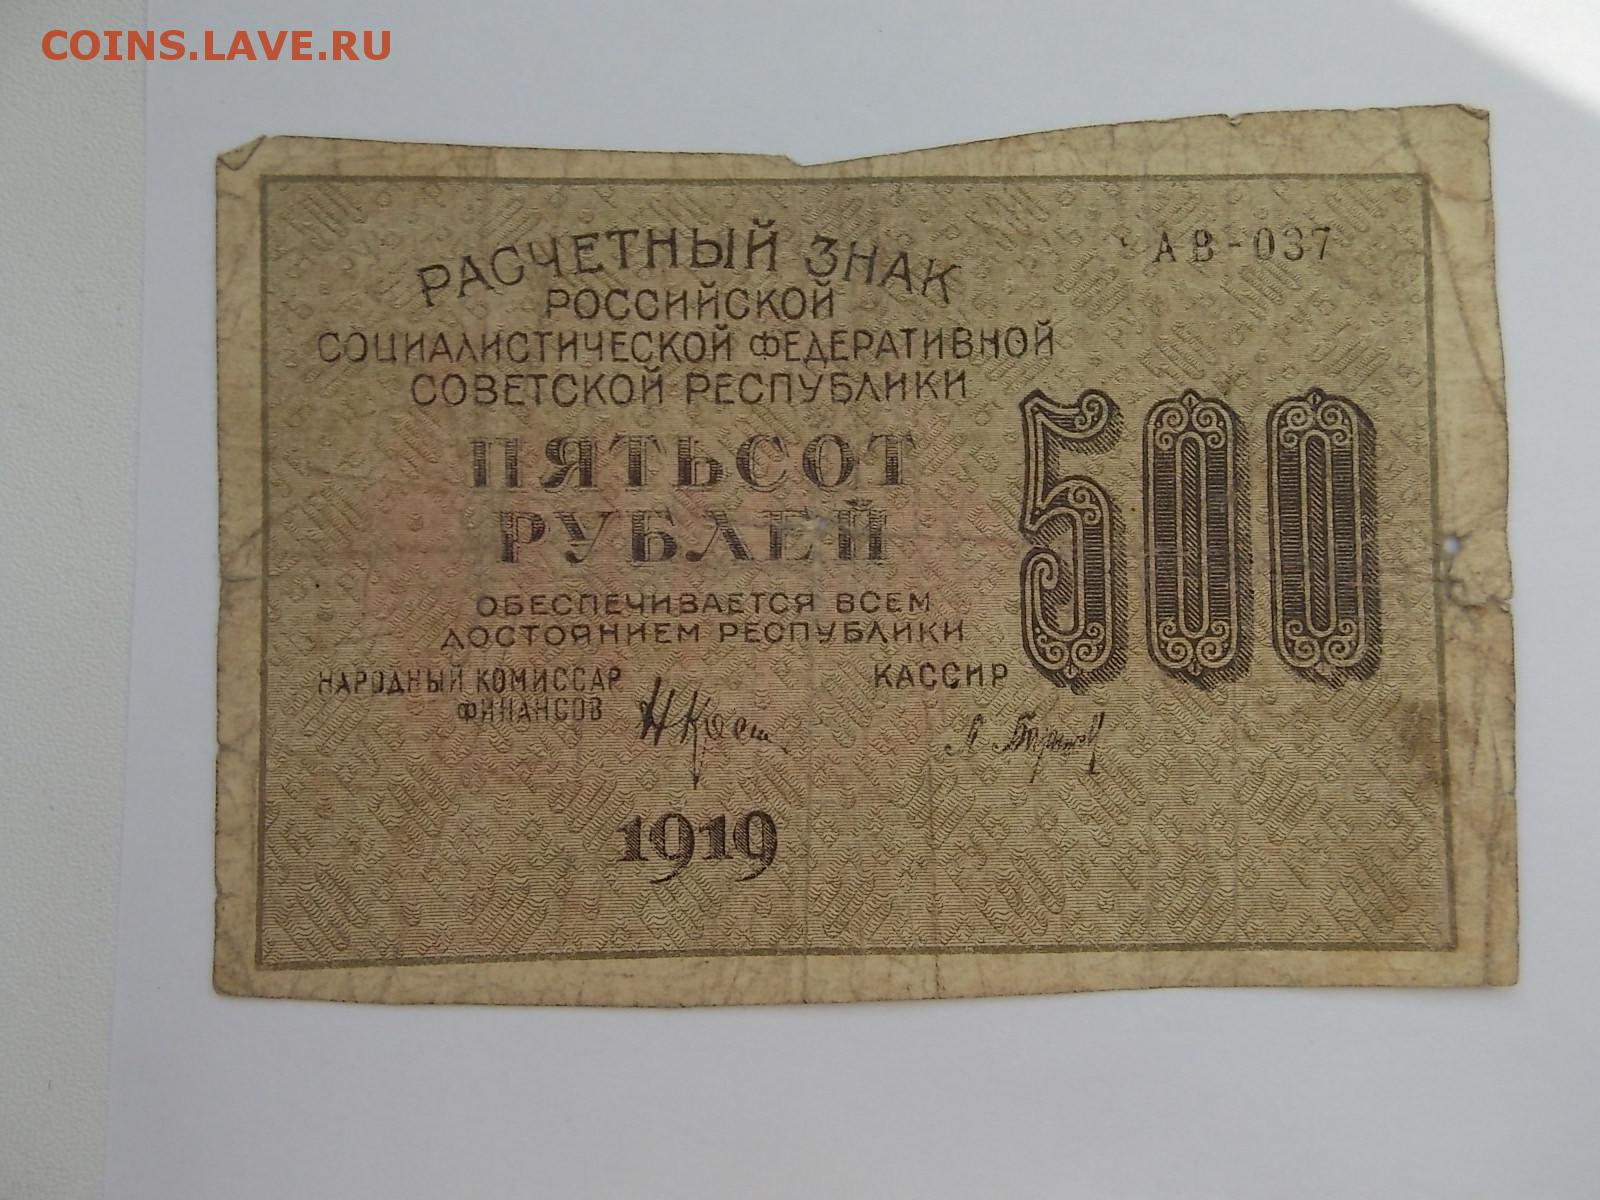 COINS.LAVE.RU
РАСЧЕТНЫЙ ЗНАК
АВ-037
РОССИЙСКОЙ
СОЦИАЛИСТИЧЕСКОЙ ФЕДЕРАТИВНОЙ
СОВЕТСКОЙ РЕСПУБЛИКИ
500
ПЯТЬСОТ
РУБЛЕЙ
ОБЕСПЕЧИВАЕТСЯ ВСЕМ
ДОСТОЯНИЕМ РЕСПУБЛИКИ
НАРОДНЫЙ КОМИССАР
ФИНАНСОВ
КАССИР
1919